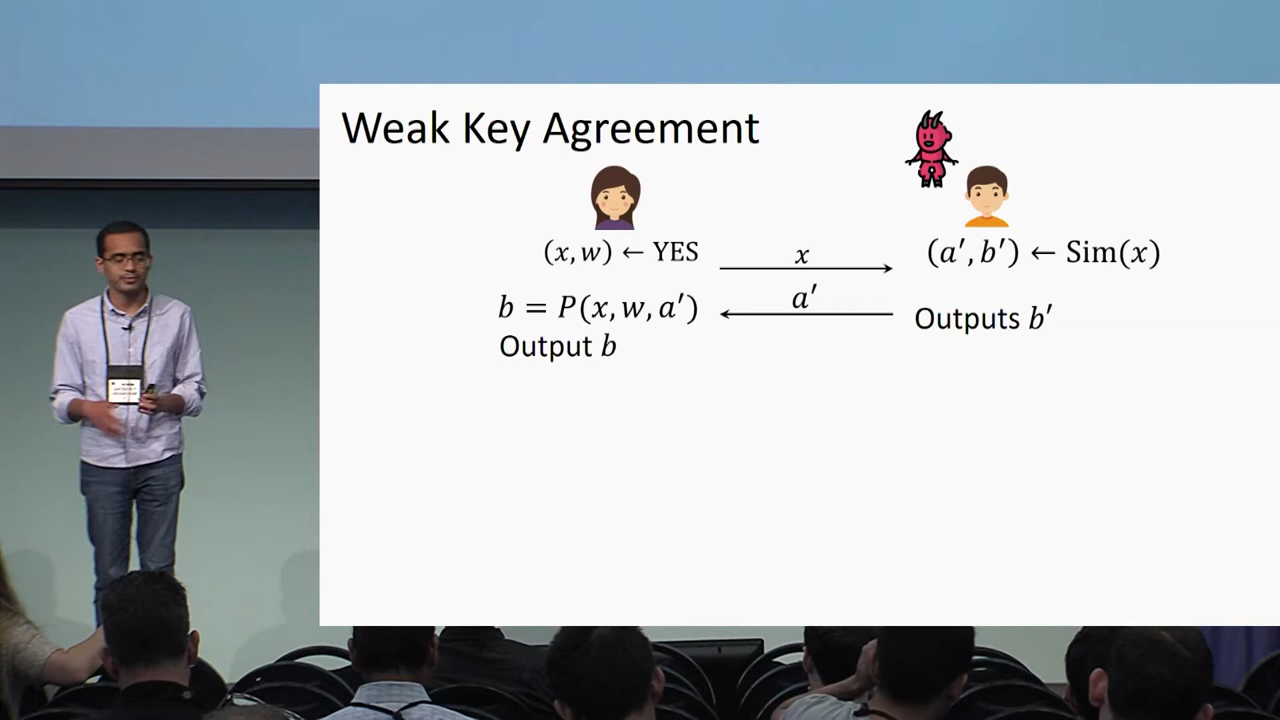 Weak Key Agreement
(x, w) ← YES
x
(a′, b′) ← Sim(x)
b = P(x, w, a′)
a′
Outputs b′
Output b